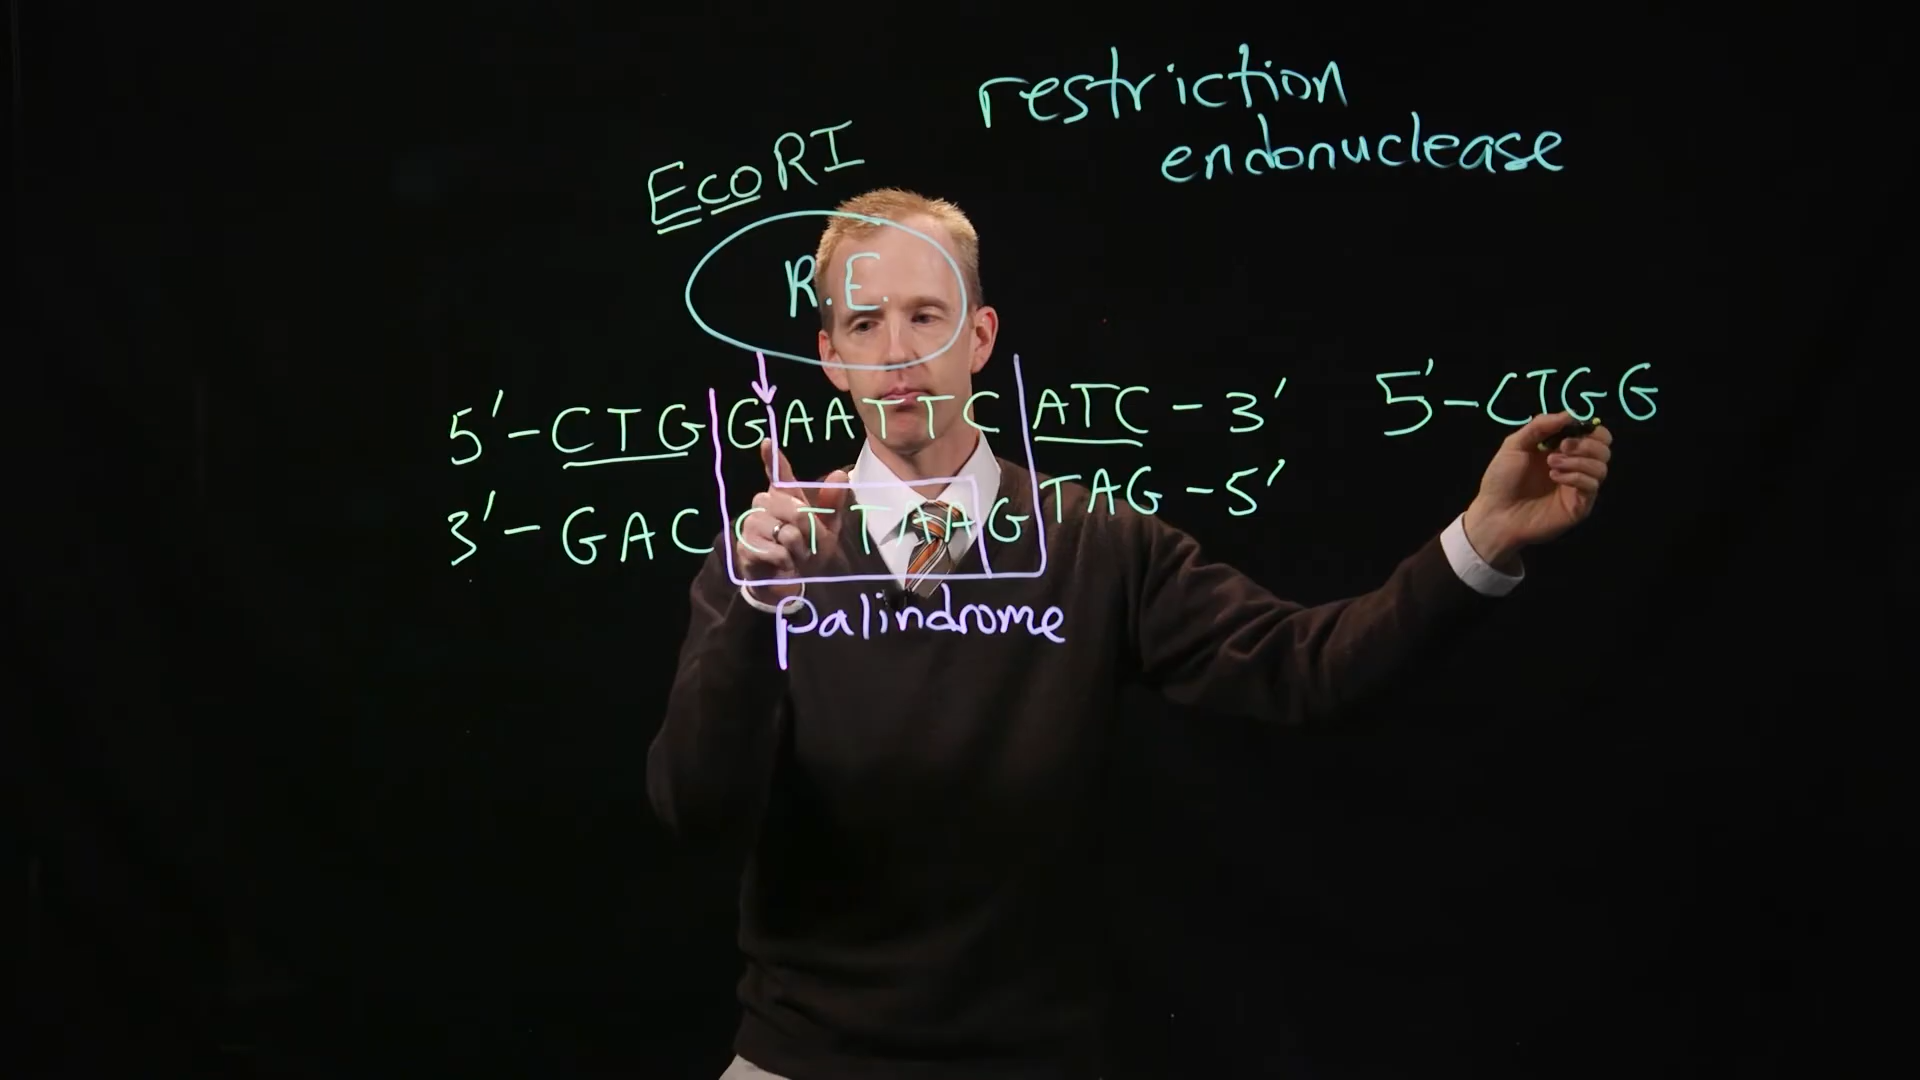 restriction
endonuclease
EcoRI
R.E.
5'-CTG GAATTC ATC-3'
3'-GAC CTTAAG TAG-5'
palindrome
5'-CTGG